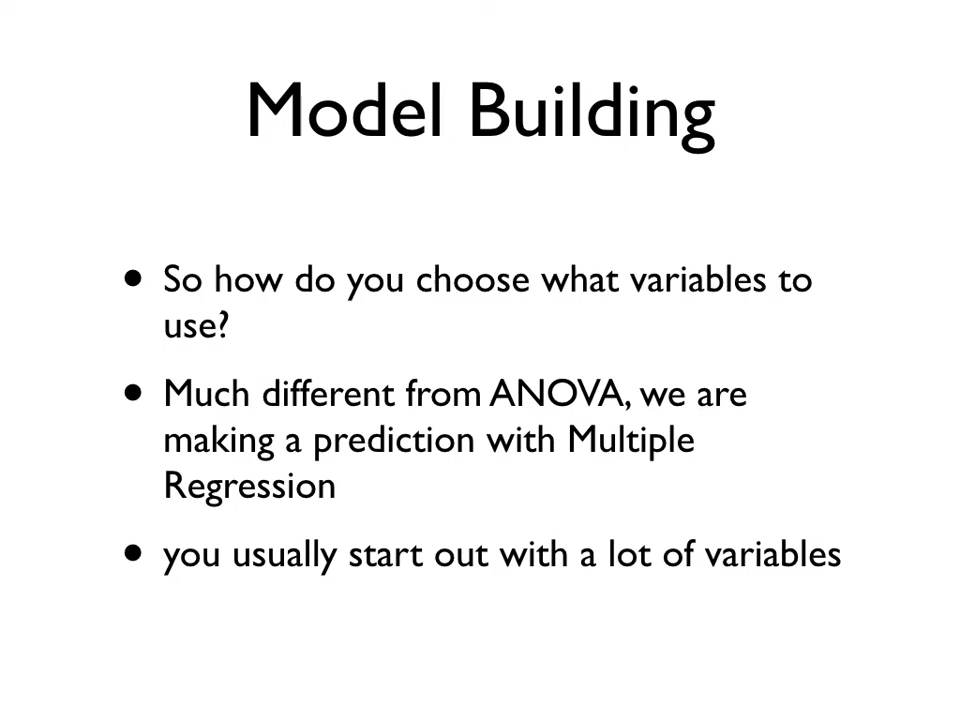 Model Building
• So how do you choose what variables to
use?
• Much different from ANOVA, we are
making a prediction with Multiple
Regression
• you usually start out with a lot of variables